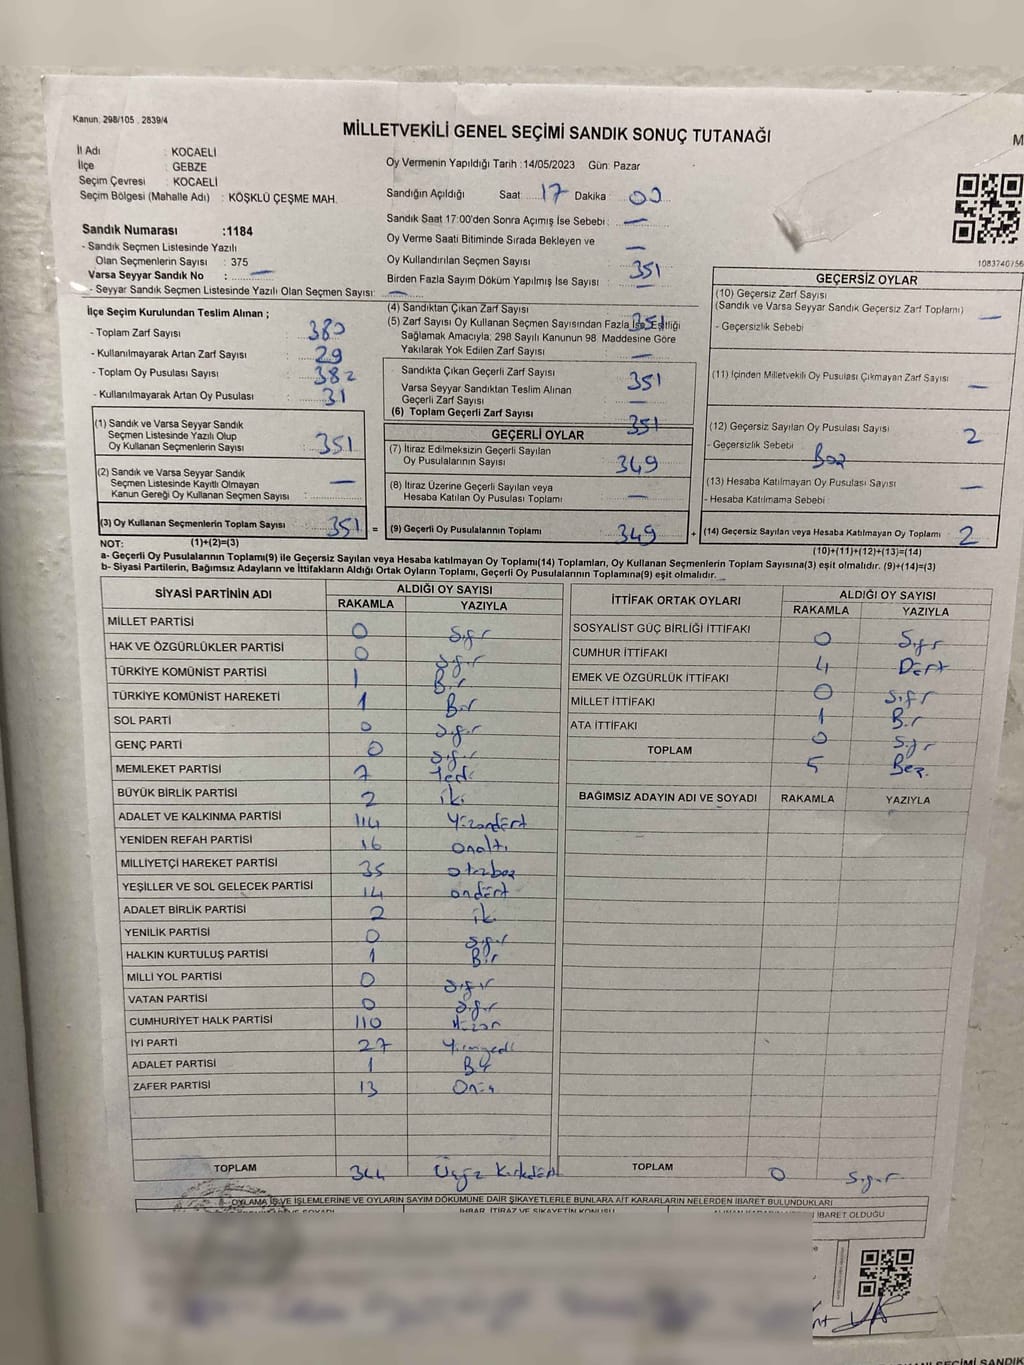 Kanun, 298/105 , 2839/4
MİLLETVEKİLİ GENEL SEÇİMİ SANDIK SONUÇ TUTANAĞI
M
İl Adı : KOCAELİ
İlçe : GEBZE
Seçim Çevresi : KOCAELİ
Seçim Bölgesi (Mahalle Adı) : KÖŞKLÜ ÇEŞME MAH.
Sandık Numarası :1184
- Sandık Seçmen Listesinde Yazılı
Olan Seçmenlerin Sayısı : 375
Varsa Seyyar Sandık No : —
- Seyyar Sandık Seçmen Listesinde Yazılı Olan Seçmen Sayısı: —
İlçe Seçim Kurulundan Teslim Alınan ;
- Toplam Zarf Sayısı : 380
- Kullanılmayarak Artan Zarf Sayısı : 29
- Toplam Oy Pusulası Sayısı : 382
- Kullanılmayarak Artan Oy Pusulası : 31
Oy Vermenin Yapıldığı Tarih :14/05/2023 Gün: Pazar
Sandığın Açıldığı Saat 17 Dakika 00
Sandık Saat 17:00'den Sonra Açımış İse Sebebi : —
Oy Verme Saati Bitiminde Sırada Bekleyen ve
Oy Kullandırılan Seçmen Sayısı : —
351
Birden Fazla Sayım Döküm Yapılmış İse Sayısı : —
(4) Sandıktan Çıkan Zarf Sayısı : 351
(5) Zarf Sayısı Oy Kullanan Seçmen Sayısından Fazla İse, Eşitliği
Sağlamak Amacıyla, 298 Sayılı Kanunun 98. Maddesine Göre
Yakılarak Yok Edilen Zarf Sayısı : —
Sandıkta Çıkan Geçerli Zarf Sayısı : 351
Varsa Seyyar Sandıktan Teslim Alınan
Geçerli Zarf Sayısı : —
(6) Toplam Geçerli Zarf Sayısı : 351
1083740756
GEÇERSİZ OYLAR
(10) Geçersiz Zarf Sayısı
(Sandık ve Varsa Seyyar Sandık Geçersiz Zarf Toplamı) —
- Geçersizlik Sebebi
(11) İçinden Milletvekili Oy Pusulası Çıkmayan Zarf Sayısı —
(12) Geçersiz Sayılan Oy Pusulası Sayısı 2
- Geçersizlik Sebebi Boş
(13) Hesaba Katılmayan Oy Pusulası Sayısı —
- Hesaba Katılmama Sebebi
(14) Geçersiz Sayılan veya Hesaba Katılmayan Oy Toplamı 2
(10)+(11)+(12)+(13)=(14)
(1) Sandık ve Varsa Seyyar Sandık
Seçmen Listesinde Yazılı Olup
Oy Kullanan Seçmenlerin Sayısı : 351
(2) Sandık ve Varsa Seyyar Sandık
Seçmen Listesinde Kayıtlı Olmayan
Kanun Gereği Oy Kullanan Seçmen Sayısı : —
(3) Oy Kullanan Seçmenlerin Toplam Sayısı : 351 =
(1)+(2)=(3)
GEÇERLİ OYLAR
(7) İtiraz Edilmeksizin Geçerli Sayılan
Oy Pusulalarının Sayısı : 349
(8) İtiraz Üzerine Geçerli Sayılan veya
Hesaba Katılan Oy Pusulası Toplamı : —
(9) Geçerli Oy Pusulalarının Toplamı : 349 +
NOT:
a- Geçerli Oy Pusulalarının Toplamı(9) ile Geçersiz Sayılan veya Hesaba katılmayan Oy Toplamı(14) Toplamları, Oy Kullanan Seçmenlerin Toplam Sayısına(3) eşit olmalıdır. (9)+(14)=(3)
b- Siyasi Partilerin, Bağımsız Adayların ve İttifakların Aldığı Ortak Oyların Toplamı, Geçerli Oy Pusulalarının Toplamına(9) eşit olmalıdır.
SİYASİ PARTİNİN ADI ALDIĞI OY SAYISI
RAKAMLA YAZIYLA
MİLLET PARTİSİ 0 Sıfır
HAK VE ÖZGÜRLÜKLER PARTİSİ 0 Sıfır
TÜRKİYE KOMÜNİST PARTİSİ 1 Bir
TÜRKİYE KOMÜNİST HAREKETİ 1 Bir
SOL PARTİ 0 Sıfır
GENÇ PARTİ 0 Sıfır
MEMLEKET PARTİSİ 7 Yedi
BÜYÜK BİRLİK PARTİSİ 2 iki
ADALET VE KALKINMA PARTİSİ 114 Yüzondört
YENİDEN REFAH PARTİSİ 16 onaltı
MİLLİYETÇİ HAREKET PARTİSİ 35 otuzbeş
YEŞİLLER VE SOL GELECEK PARTİSİ 14 ondört
ADALET BİRLİK PARTİSİ 2 iki
YENİLİK PARTİSİ 0 Sıfır
HALKIN KURTULUŞ PARTİSİ 1 Bir
MİLLİ YOL PARTİSİ 0 Sıfır
VATAN PARTİSİ 0 Sıfır
CUMHURİYET HALK PARTİSİ 110 Yüzon
İYİ PARTİ 27 Yirmiyedi
ADALET PARTİSİ 1 Bir
ZAFER PARTİSİ 13 Onüç
TOPLAM 344 Üçyüz Kırkdört
İTTİFAK ORTAK OYLARI ALDIĞI OY SAYISI
RAKAMLA YAZIYLA
SOSYALİST GÜÇ BİRLİĞİ İTTİFAKI 0 Sıfır
CUMHUR İTTİFAKI 4 Dört
EMEK VE ÖZGÜRLÜK İTTİFAKI 0 Sıfır
MİLLET İTTİFAKI 1 Bir
ATA İTTİFAKI 0 Sıfır
TOPLAM 5 Beş
BAĞIMSIZ ADAYIN ADI VE SOYADI RAKAMLA YAZIYLA
TOPLAM 0 Sıfır
OYLAMA İŞ VE İŞLEMLERİNE VE OYLARIN SAYIM DÖKÜMÜNE DAİR ŞİKAYETLERLE BUNLARA AİT KARARLARIN NELERDEN İBARET BULUNDUKLARI
İHBAR, İTİRAZ VE ŞİKAYETİN KONUSU
İBARET OLDUĞU
SEÇİMİ SANDIK